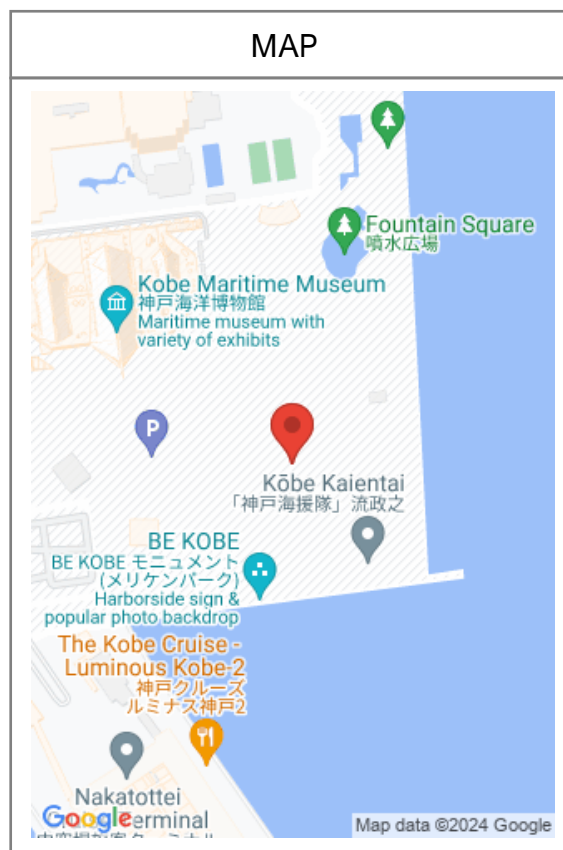 MAP
Fountain Square
噴水広場
Kobe Maritime Museum
神戸海洋博物館
Maritime museum with
variety of exhibits
P
Kōbe Kaientai
「神戸海援隊」流政之
BE KOBE
BE KOBE モニュメント
(メリケンパーク)
Harborside sign &
popular photo backdrop
The Kobe Cruise -
Luminous Kobe-2
神戸クルーズ
ルミナス神戸2
Nakatottei
Google erminal
Map data ©2024 Google